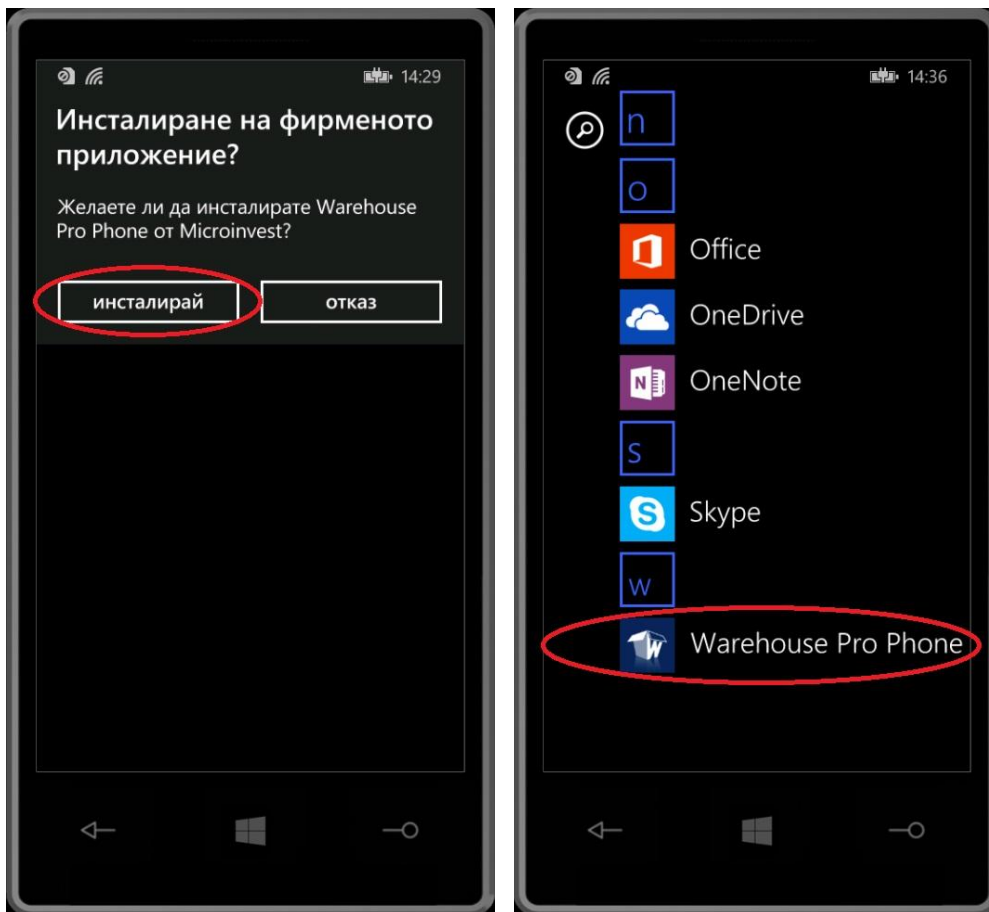 14:29
Инсталиране на фирменото
приложение?
Желаете ли да инсталирате Warehouse
Pro Phone от Microinvest?
инсталирай
отказ
14:36
n
o
Office
OneDrive
N
OneNote
s
S
Skype
w
W
Warehouse Pro Phone